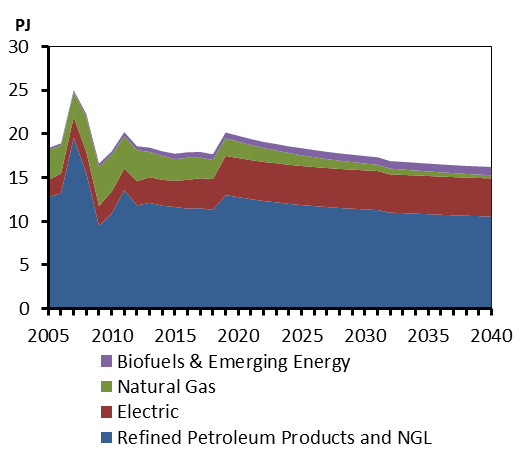 PJ
30
25
20
15
10
5
0
2005 2010 2015 2020 2025 2030 2035 2040
Biofuels & Emerging Energy
Natural Gas
Electric
Refined Petroleum Products and NGL